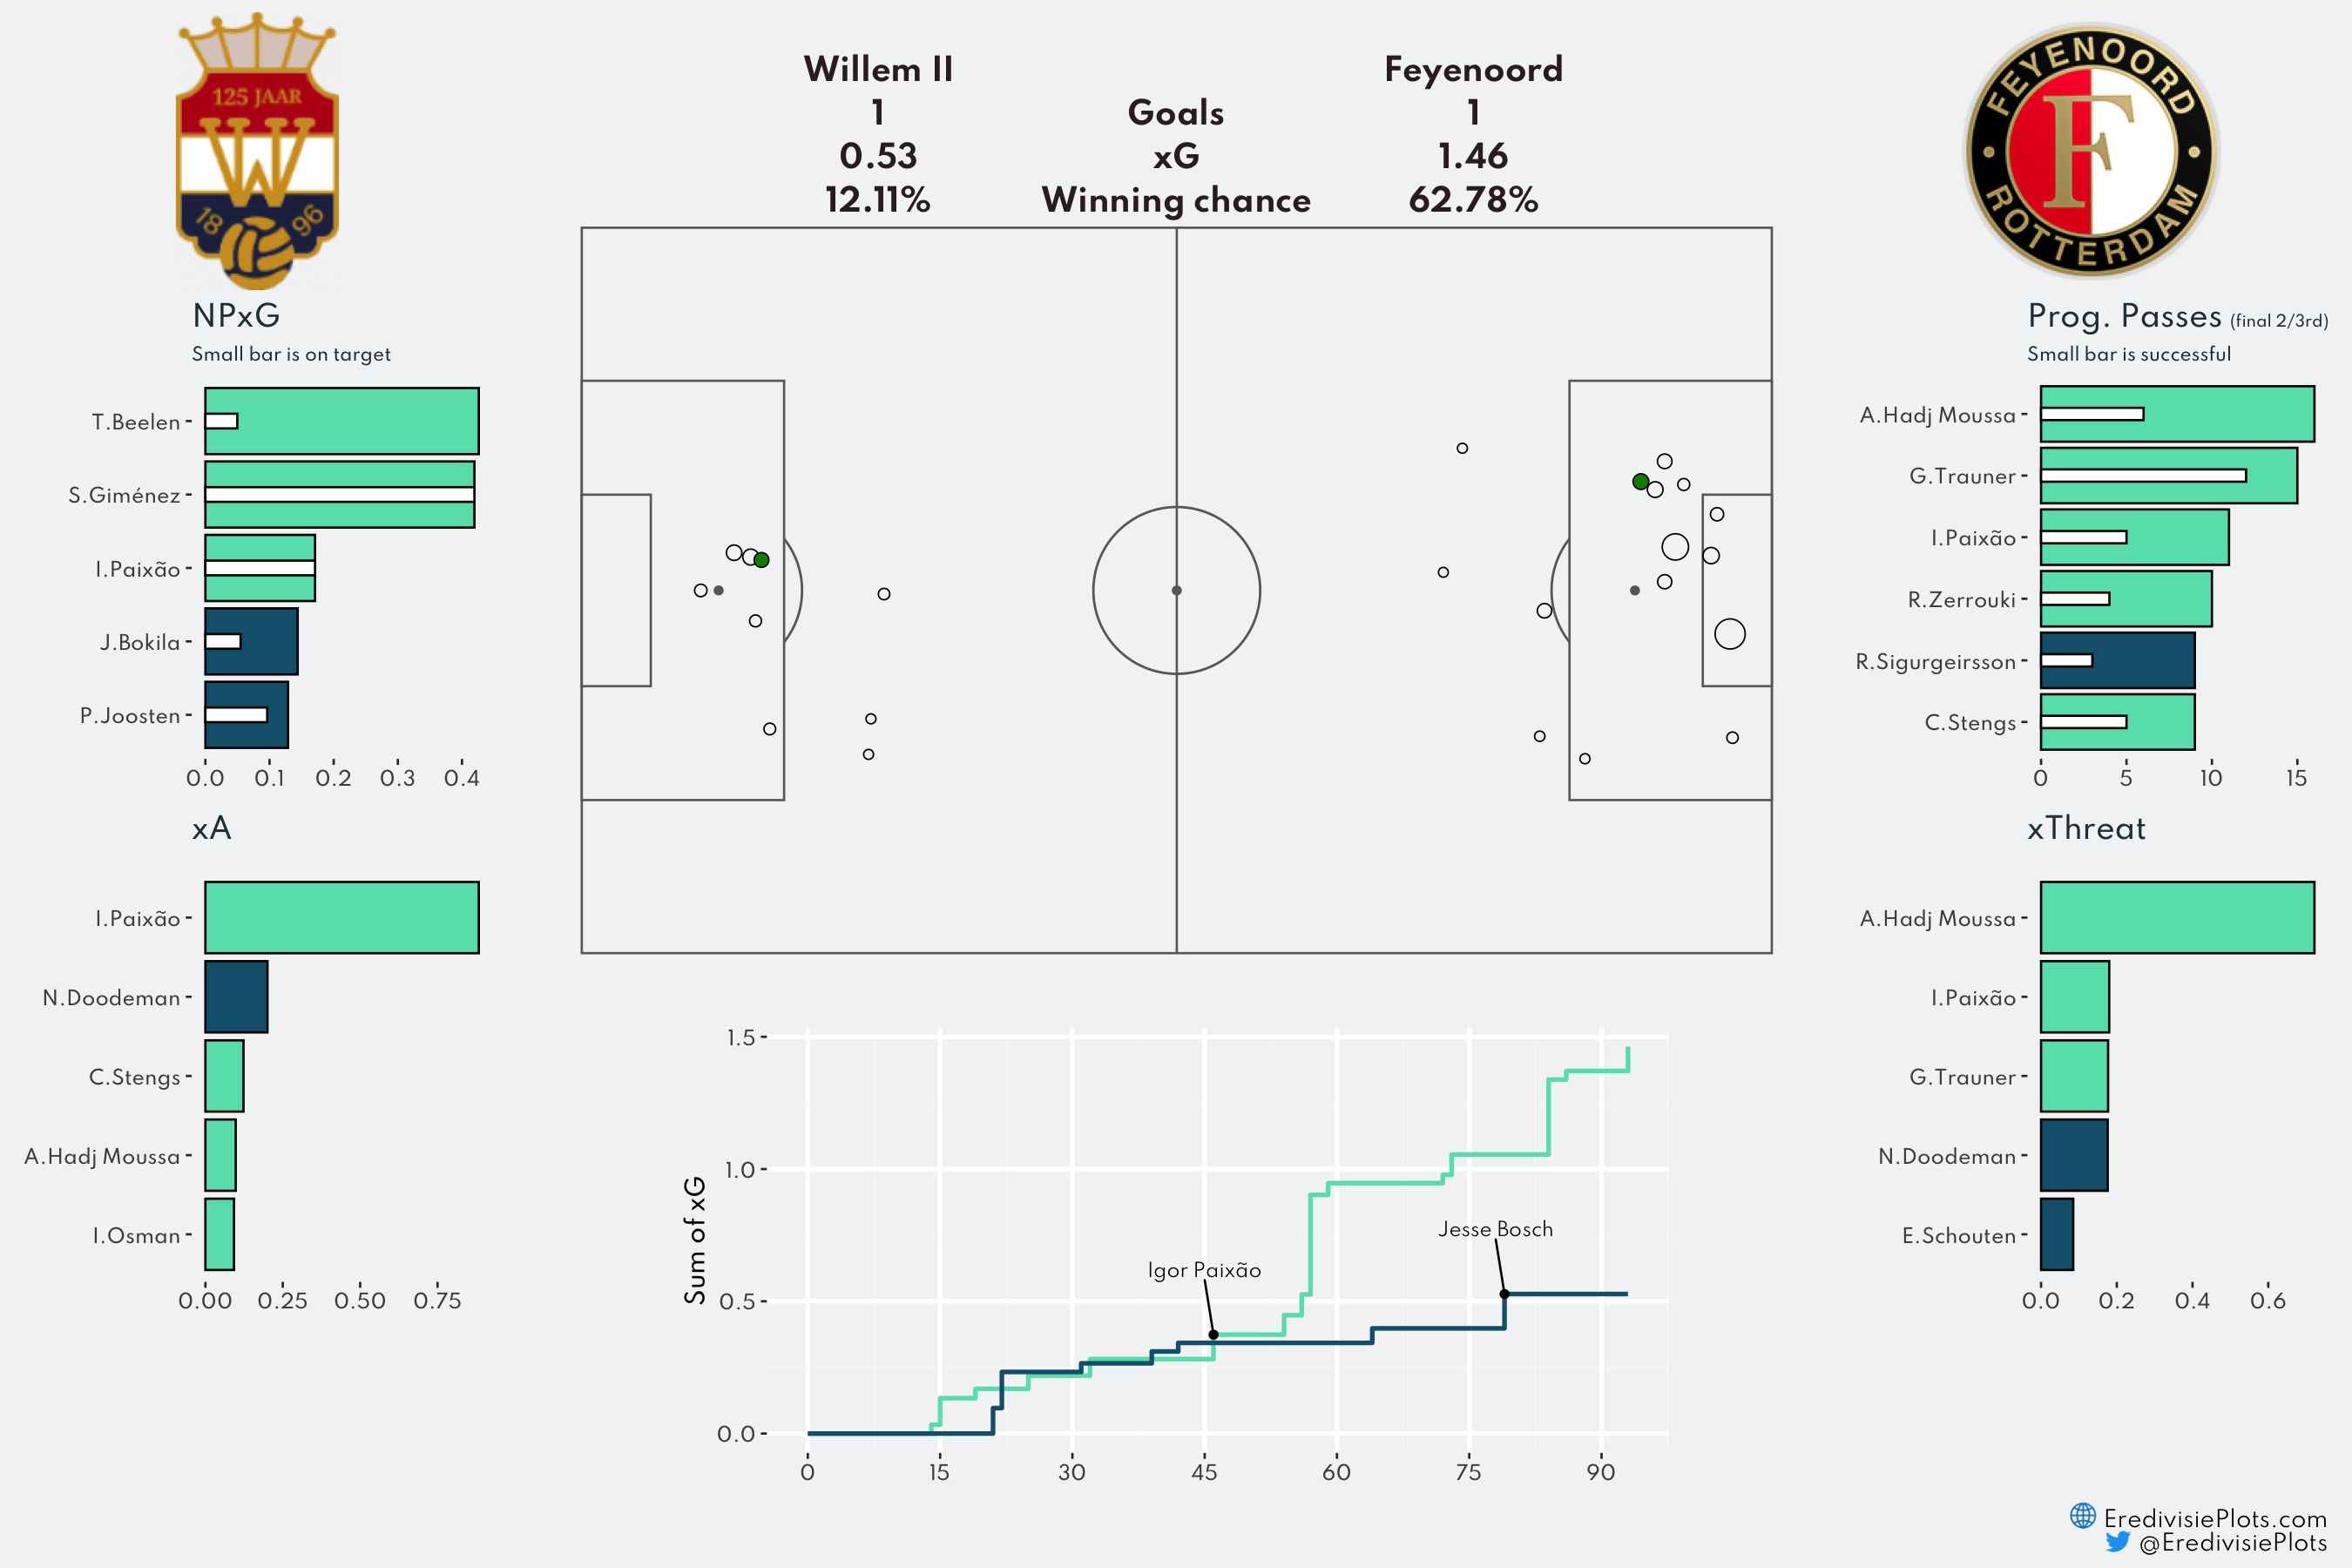 125 JAAR
W
18 96
Willem II Feyenoord
1 Goals 1
0.53 xG 1.46
12.11% Winning chance 62.78%
FEYENOORD
F
ROTTERDAM
NPxG
Small bar is on target
T.Beelen
S.Giménez
I.Paixão
J.Bokila
P.Joosten
0.0 0.1 0.2 0.3 0.4
xA
I.Paixão
N.Doodeman
C.Stengs
A.Hadj Moussa
I.Osman
0.00 0.25 0.50 0.75
Sum of xG
1.5
1.0
0.5
0.0
Jesse Bosch
Igor Paixão
0 15 30 45 60 75 90
Prog. Passes (final 2/3rd)
Small bar is successful
A.Hadj Moussa
G.Trauner
I.Paixão
R.Zerrouki
R.Sigurgeirsson
C.Stengs
0 5 10 15
xThreat
A.Hadj Moussa
I.Paixão
G.Trauner
N.Doodeman
E.Schouten
0.0 0.2 0.4 0.6
EredivisiePlots.com
@EredivisiePlots